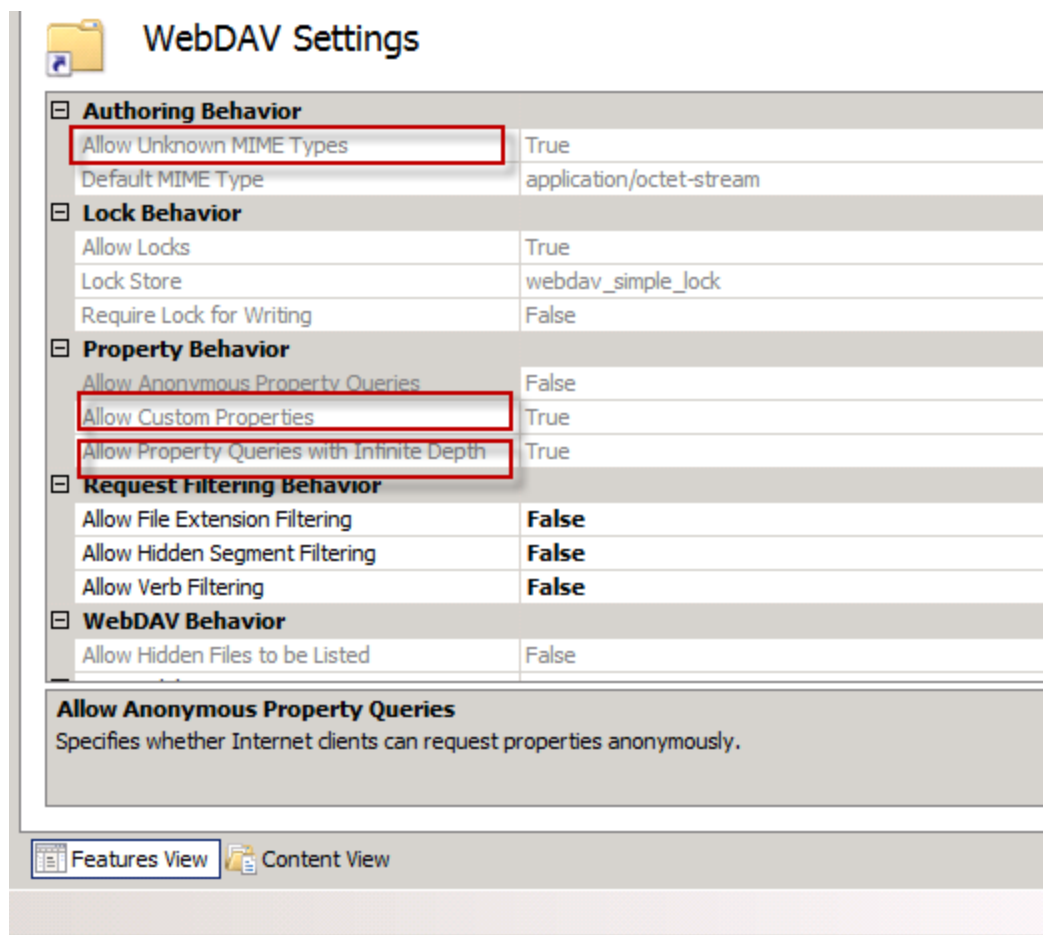 WebDAV Settings
Authoring Behavior
Allow Unknown MIME Types True
Default MIME Type application/octet-stream
Lock Behavior
Allow Locks True
Lock Store webdav_simple_lock
Require Lock for Writing False
Property Behavior
Allow Anonymous Property Queries False
Allow Custom Properties True
Allow Property Queries with Infinite Depth True
Request Filtering Behavior
Allow File Extension Filtering False
Allow Hidden Segment Filtering False
Allow Verb Filtering False
WebDAV Behavior
Allow Hidden Files to be Listed False
Allow Anonymous Property Queries
Specifies whether Internet clients can request properties anonymously.
Features View Content View